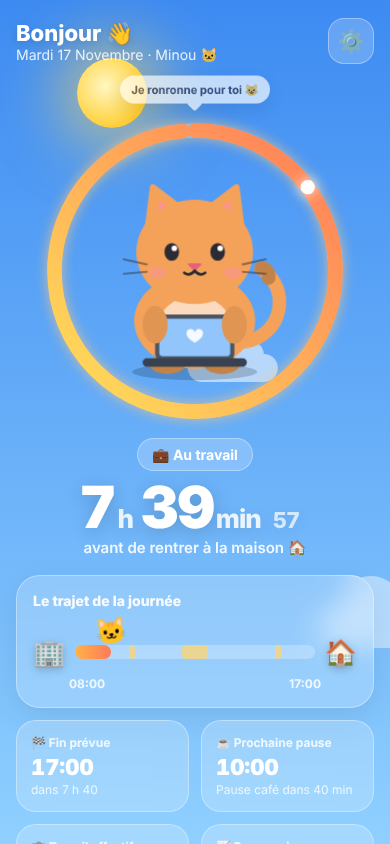 Bonjour 👋
Mardi 17 Novembre · Minou 🐱
Je ronronne pour toi 😸
💼 Au travail
7 h 39 min 57
avant de rentrer à la maison 🏠
Le trajet de la journée
08:00 17:00
🏁 Fin prévue
17:00
dans 7 h 40
☕ Prochaine pause
10:00
Pause café dans 40 min